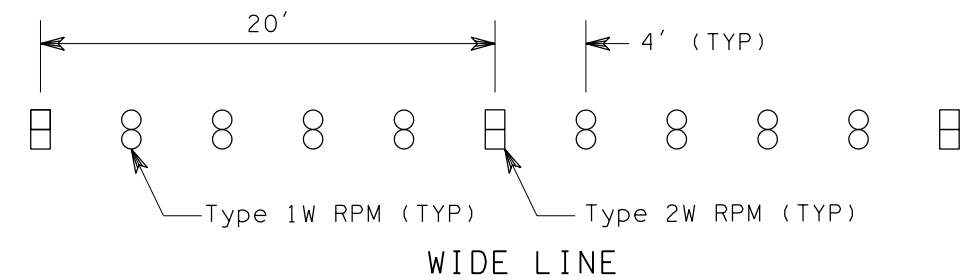 20'
4' (TYP)
Type 1W RPM (TYP)
Type 2W RPM (TYP)
WIDE LINE